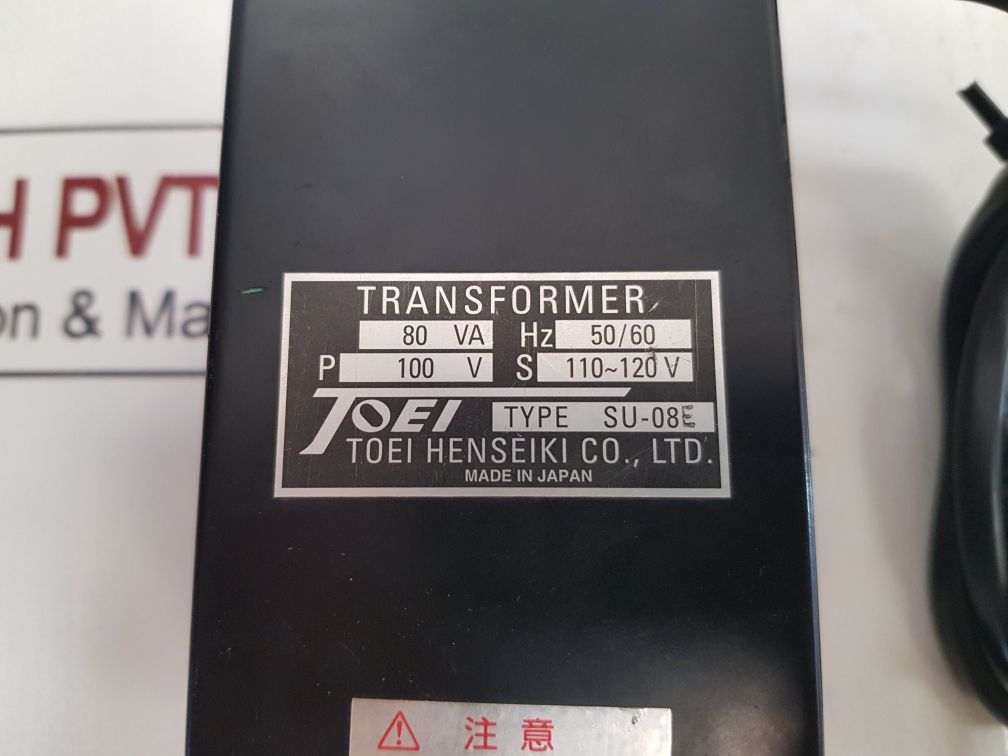 H PVT
on & Ma
TRANSFORMER
80 VA Hz 50/60
P 100 V S 110~120 V
TOEI TYPE SU-08E
TOEI HENSEIKI CO., LTD.
MADE IN JAPAN
⚠ 注意